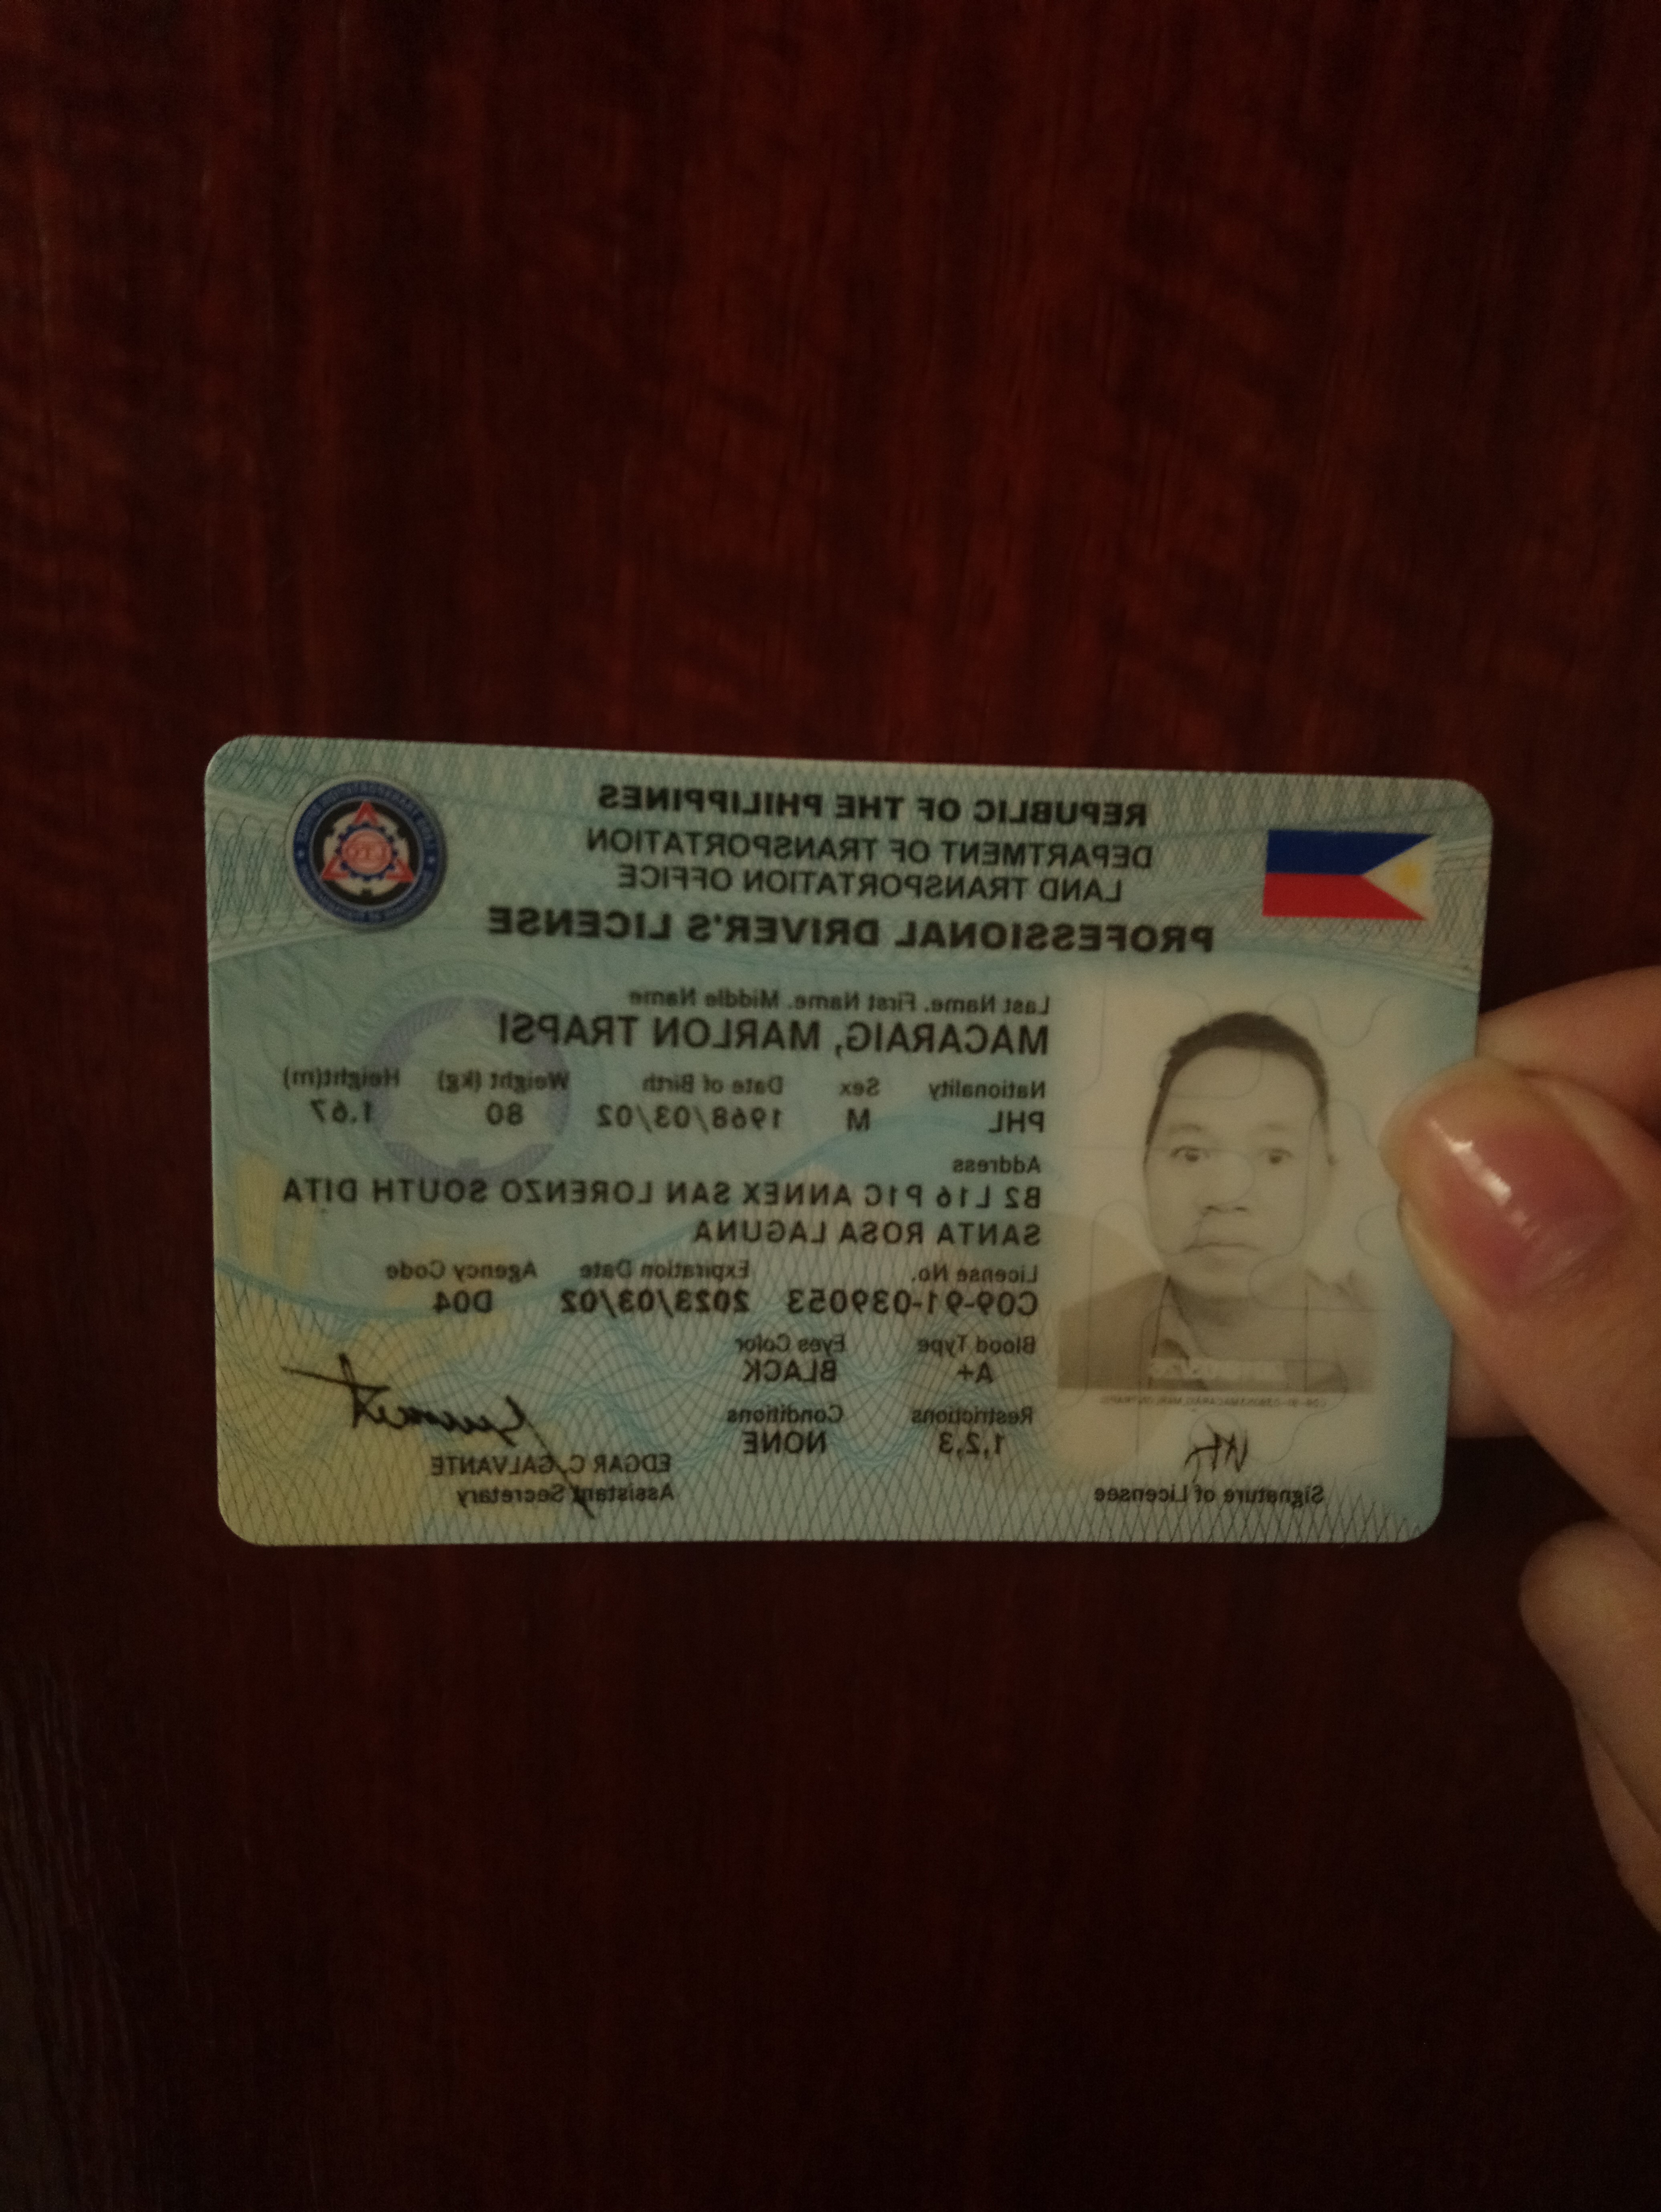 REPUBLIC OF THE PHILIPPINES
DEPARTMENT OF TRANSPORTATION
LAND TRANSPORTATION OFFICE
PROFESSIONAL DRIVER'S LICENSE
Last Name. First Name. Middle Name
MACARAIG, MARLON TRAPSI
Nationality Sex Date of Birth Weight (kg) Height(m)
PHL M 1968/03/02 80 1.67
Address
B2 L16 P1C ANNEX SAN LORENZO SOUTH DITA
SANTA ROSA LAGUNA
License No. Expiration Date Agency Code
C09-91-039053 2023/03/02 D04
Blood Type Eyes Color
A+ BLACK
Restrictions Conditions
1,2,3 NONE
EDGAR C. GALVANTE
Assistant Secretary
Signature of Licensee